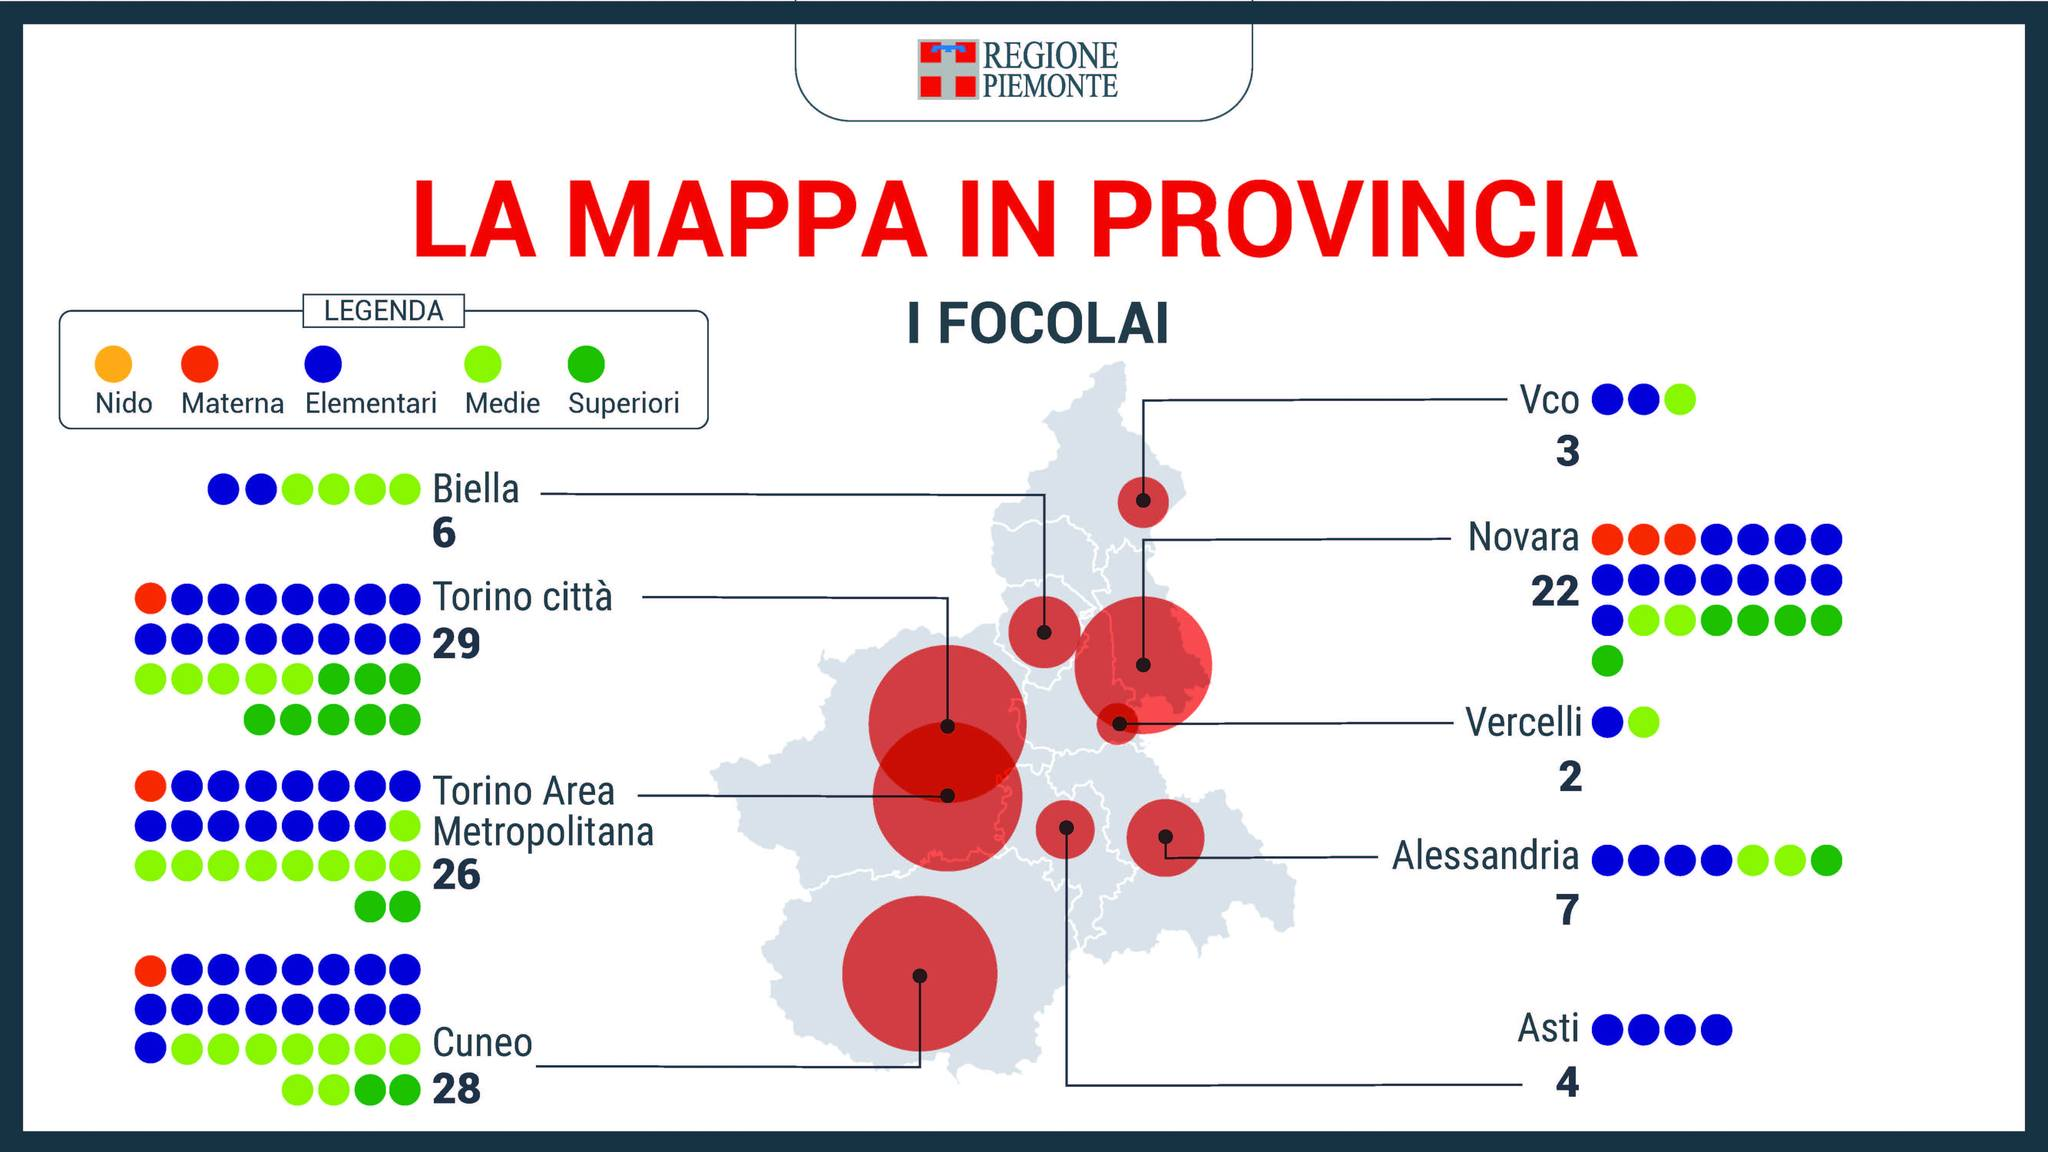 REGIONE
PIEMONTE
LA MAPPA IN PROVINCIA
I FOCOLAI
LEGENDA
Nido Materna Elementari Medie Superiori
Biella
6
Torino città
29
Torino Area
Metropolitana
26
Cuneo
28
Vco
3
Novara
22
Vercelli
2
Alessandria
7
Asti
4